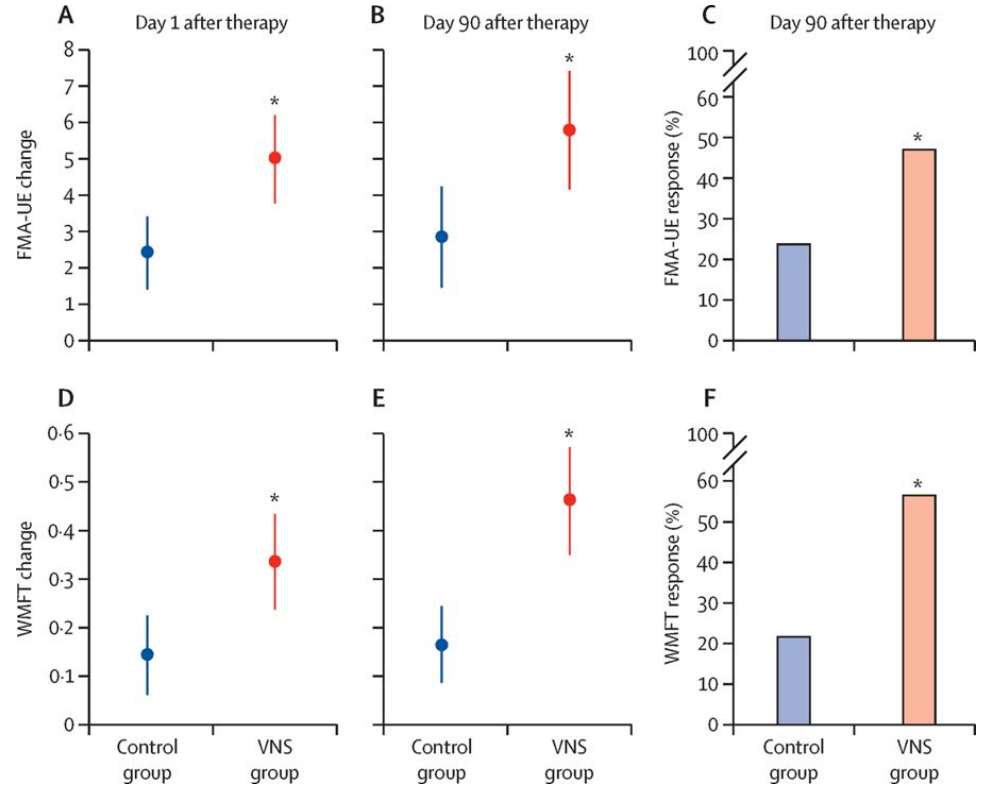 A
Day 1 after therapy
B
Day 90 after therapy
C
Day 90 after therapy
FMA-UE change
8
7
6
5
4
3
2
1
0
*
*
FMA-UE response (%)
100
60
50
40
30
20
10
0
*
D
E
F
WMFT change
0·6
0·5
0·4
0·3
0·2
0·1
0
*
*
WMFT response (%)
100
60
50
40
30
20
10
0
*
Control
group
VNS
group
Control
group
VNS
group
Control
group
VNS
group